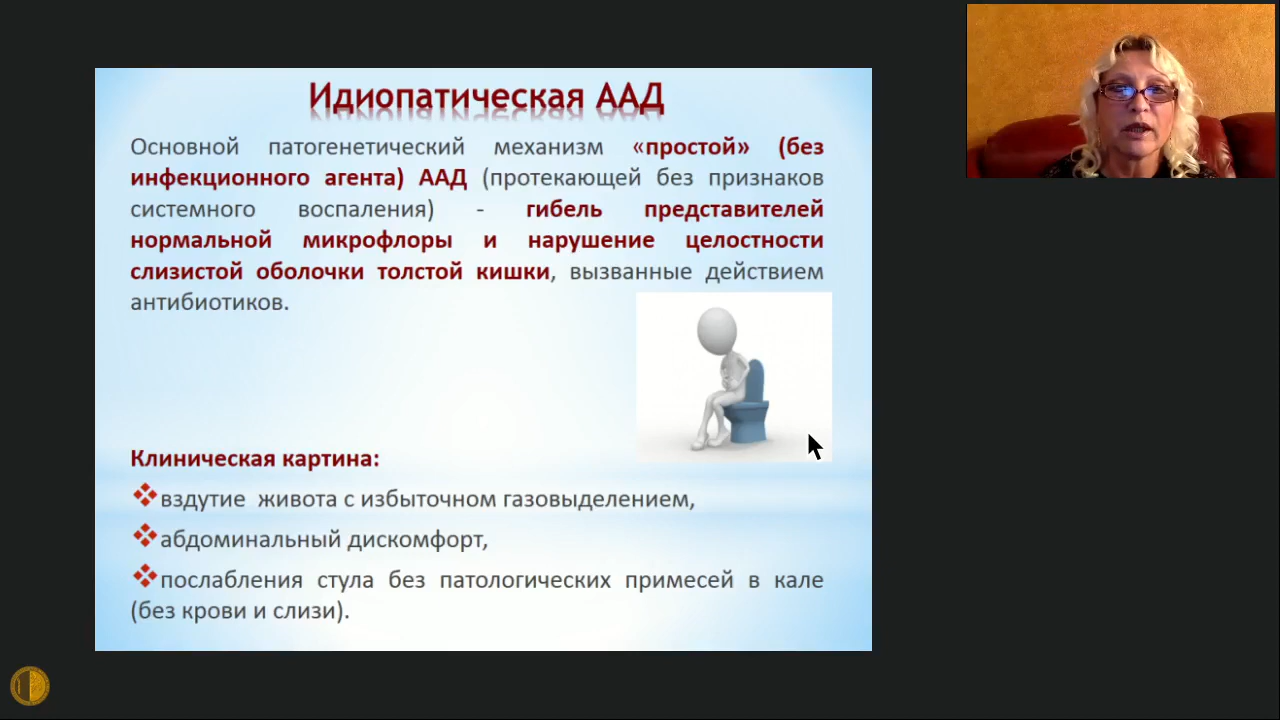 Идиопатическая ААД
Основной патогенетический механизм «простой» (без
инфекционного агента) ААД (протекающей без признаков
системного воспаления) - гибель представителей
нормальной микрофлоры и нарушение целостности
слизистой оболочки толстой кишки, вызванные действием
антибиотиков.
Клиническая картина:
вздутие живота с избыточном газовыделением,
абдоминальный дискомфорт,
послабления стула без патологических примесей в кале
(без крови и слизи).